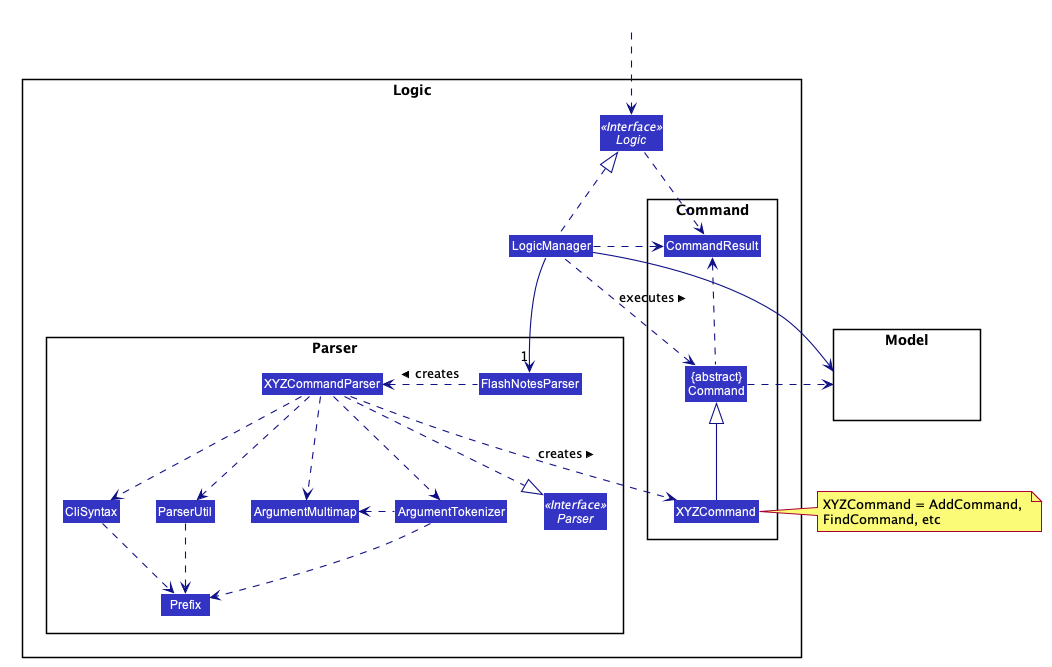 Logic
«Interface»
Logic
Command
LogicManager
CommandResult
executes ▶
Model
1
Parser
{abstract}
Command
XYZCommandParser
◀ creates
FlashNotesParser
creates ▶
CliSyntax
ParserUtil
ArgumentMultimap
ArgumentTokenizer
«Interface»
Parser
XYZCommand
XYZCommand = AddCommand,
FindCommand, etc
Prefix